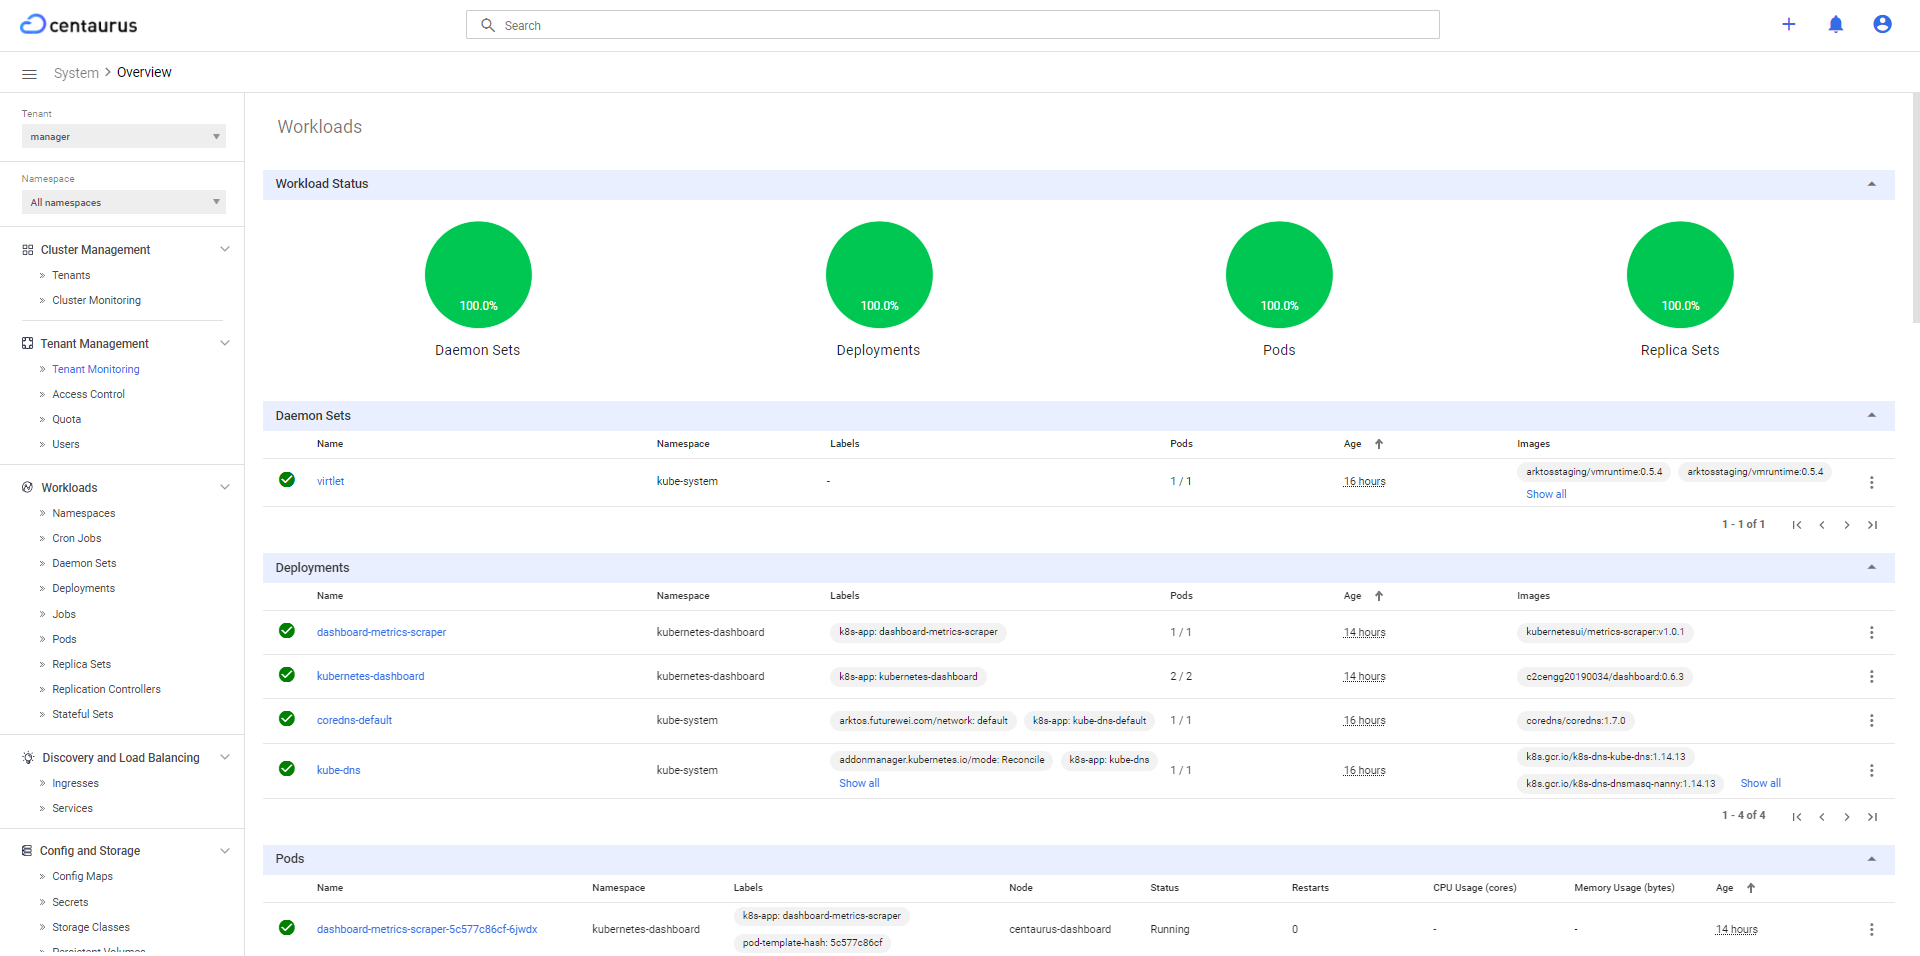 centaurus
Search
System > Overview
Tenant
manager
Namespace
All namespaces
Cluster Management
» Tenants
» Cluster Monitoring
Tenant Management
» Tenant Monitoring
» Access Control
» Quota
» Users
Workloads
» Namespaces
» Cron Jobs
» Daemon Sets
» Deployments
» Jobs
» Pods
» Replica Sets
» Replication Controllers
» Stateful Sets
Discovery and Load Balancing
» Ingresses
» Services
Config and Storage
» Config Maps
» Secrets
» Storage Classes
» Persistent Volumes
Workloads
Workload Status
100.0% 100.0% 100.0% 100.0%
Daemon Sets Deployments Pods Replica Sets
Daemon Sets
Name Namespace Labels Pods Age Images
virtlet kube-system - 1 / 1 16 hours arktosstaging/vmruntime:0.5.4 arktosstaging/vmruntime:0.5.4
Show all
1 - 1 of 1
Deployments
Name Namespace Labels Pods Age Images
dashboard-metrics-scraper kubernetes-dashboard k8s-app: dashboard-metrics-scraper 1 / 1 14 hours kubernetesui/metrics-scraper:v1.0.1
kubernetes-dashboard kubernetes-dashboard k8s-app: kubernetes-dashboard 2 / 2 14 hours c2cengg20190034/dashboard:0.6.3
coredns-default kube-system arktos.futurewei.com/network: default k8s-app: kube-dns-default 1 / 1 16 hours coredns/coredns:1.7.0
kube-dns kube-system addonmanager.kubernetes.io/mode: Reconcile k8s-app: kube-dns 1 / 1 16 hours k8s.gcr.io/k8s-dns-kube-dns:1.14.13
Show all k8s.gcr.io/k8s-dns-dnsmasq-nanny:1.14.13 Show all
1 - 4 of 4
Pods
Name Namespace Labels Node Status Restarts CPU Usage (cores) Memory Usage (bytes) Age
dashboard-metrics-scraper-5c577c86cf-6jwdx kubernetes-dashboard k8s-app: dashboard-metrics-scraper centaurus-dashboard Running 0 - - 14 hours
pod-template-hash: 5c577c86cf